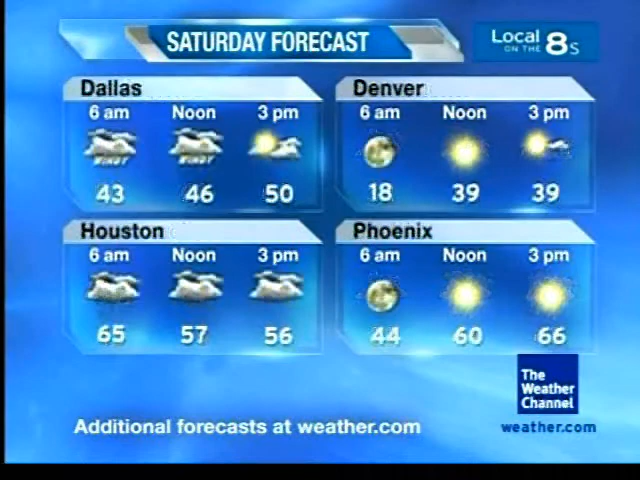 SATURDAY FORECAST
Local
ON THE 8s
Dallas
6 am Noon 3 pm
WINDY WINDY
43 46 50
Denver
6 am Noon 3 pm
18 39 39
Houston
6 am Noon 3 pm
65 57 56
Phoenix
6 am Noon 3 pm
44 60 66
The
Weather
Channel
Additional forecasts at weather.com
weather.com